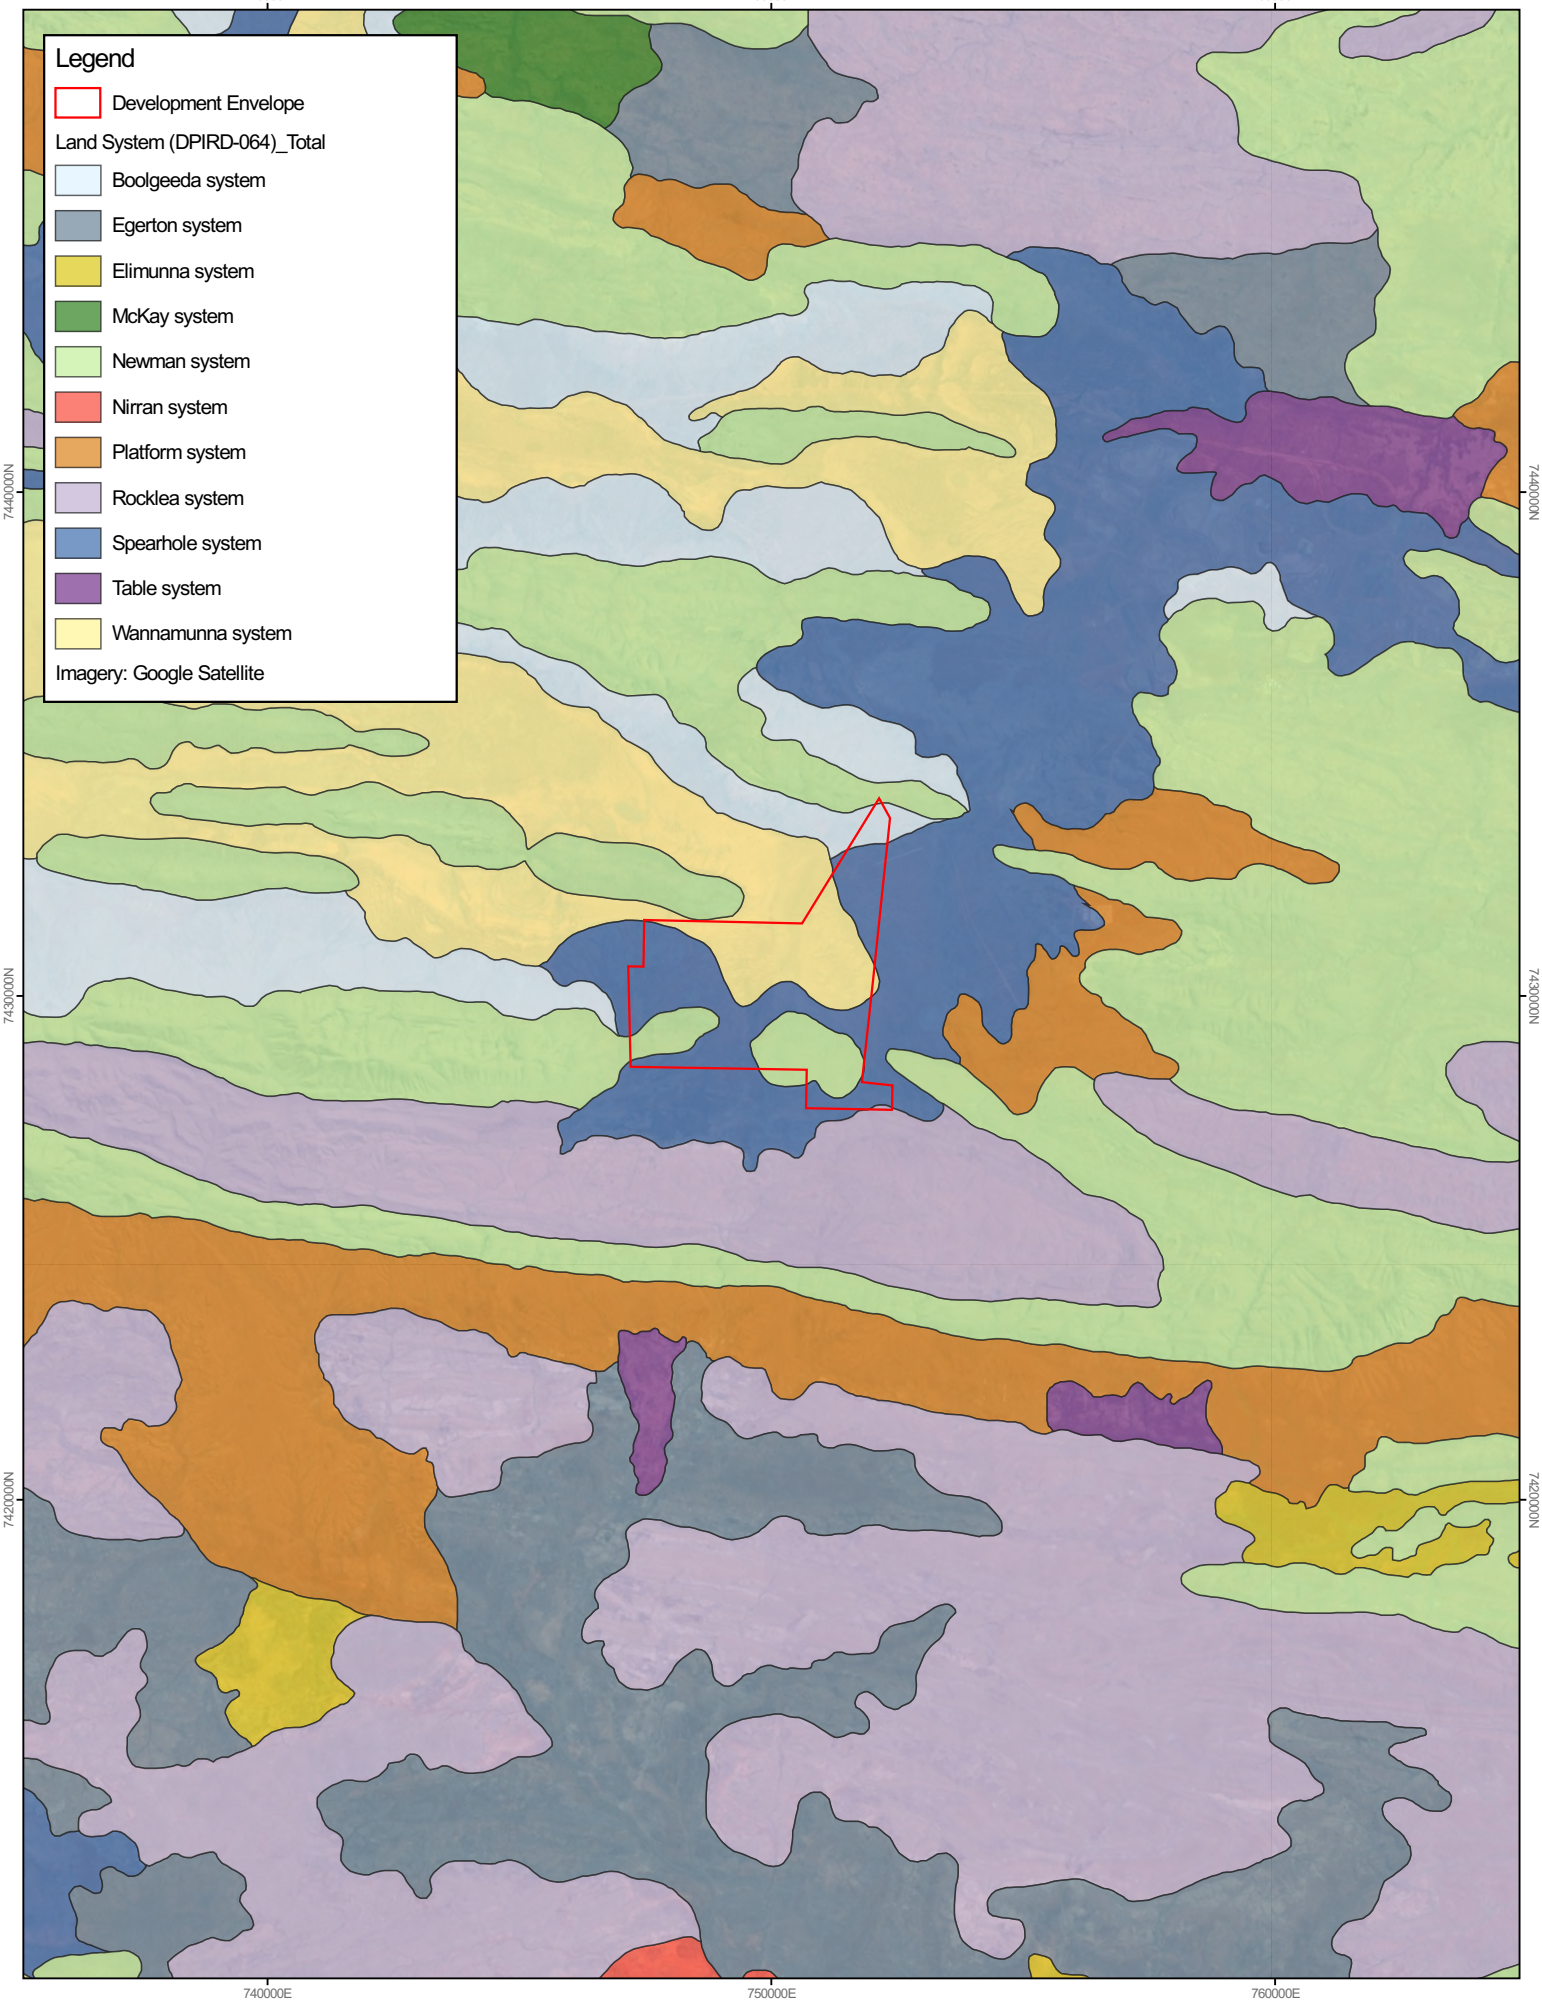 Legend
Development Envelope
Land System (DPIRD-064)_Total
Boolgeeda system
Egerton system
Elimunna system
McKay system
Newman system
Nirran system
Platform system
Rocklea system
Spearhole system
Table system
Wannamunna system
Imagery: Google Satellite
7440000N
7440000N
7430000N
7430000N
7420000N
7420000N
740000E
750000E
760000E